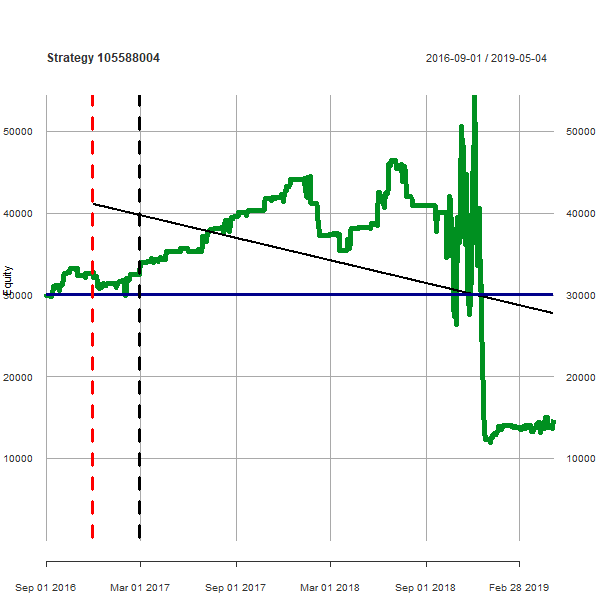 Strategy 105588004
2016-09-01 / 2019-05-04
50000
50000
40000
40000
Equity
30000
30000
20000
20000
10000
10000
Sep 01 2016
Mar 01 2017
Sep 01 2017
Mar 01 2018
Sep 01 2018
Feb 28 2019